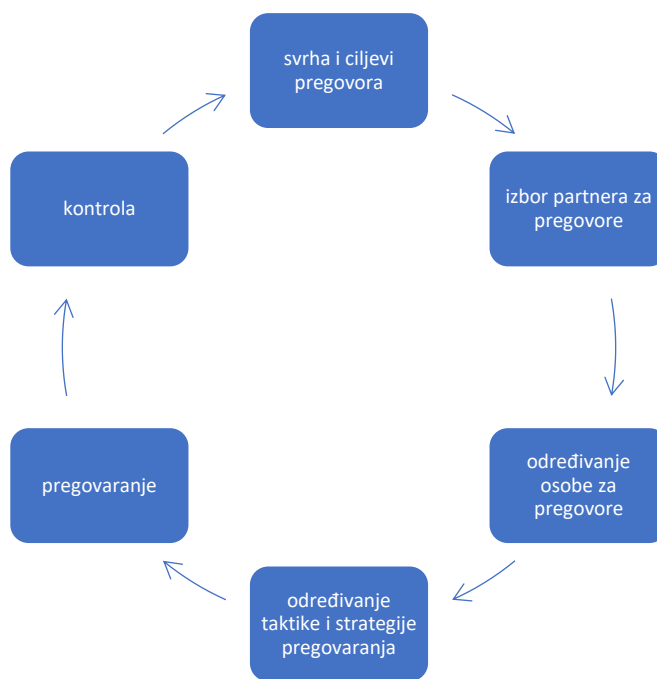 svrha i ciljevi
pregovora
izbor partnera za
pregovore
određivanje
osobe za
pregovore
određivanje
taktike i strategije
pregovaranja
pregovaranje
kontrola